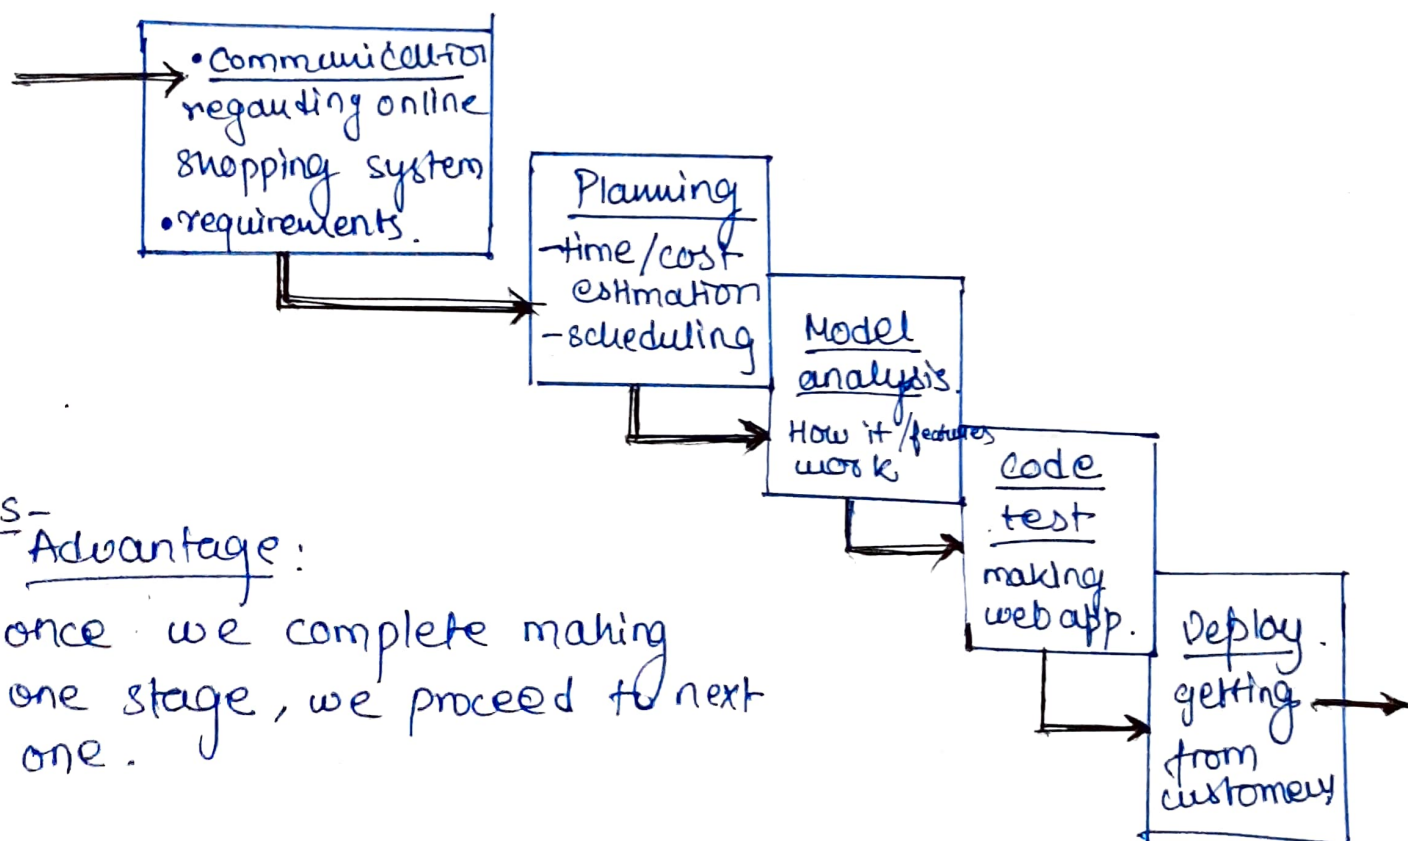 • Communication
regarding online
shopping system
• requirements.
Planning
- time/cost
estimation
- scheduling
Model
analysis.
How it/features
work
code
test
making
web app.
Deploy.
getting
from
customers
S-
Advantage:
once we complete making
one stage, we proceed to next
one.